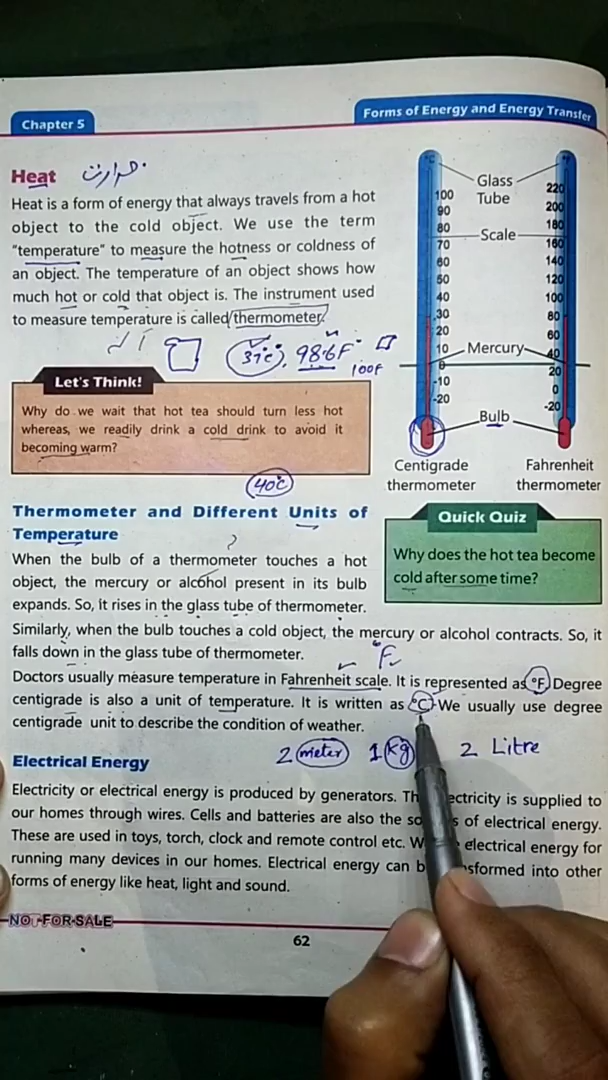 Chapter 5
Forms of Energy and Energy Transfer
Heat حرارت
Heat is a form of energy that always travels from a hot
object to the cold object. We use the term
"temperature" to measure the hotness or coldness of
an object. The temperature of an object shows how
much hot or cold that object is. The instrument used
to measure temperature is called thermometer.
37°C, 98.6F°
100F
Let's Think!
Why do we wait that hot tea should turn less hot
whereas, we readily drink a cold drink to avoid it
becoming warm?
40°C
°C
°F
Glass
Tube
Scale
Mercury
Bulb
100
90
80
70
60
50
40
30
20
10
0
-10
-20
220
200
180
160
140
120
100
80
60
40
20
0
-20
Centigrade
thermometer
Fahrenheit
thermometer
Thermometer and Different Units of
Temperature
?
Quick Quiz
Why does the hot tea become
cold after some time?
When the bulb of a thermometer touches a hot
object, the mercury or alcohol present in its bulb
expands. So, it rises in the glass tube of thermometer.
Similarly, when the bulb touches a cold object, the mercury or alcohol contracts. So, it
falls down in the glass tube of thermometer.
°F
Doctors usually measure temperature in Fahrenheit scale. It is represented as °F. Degree
centigrade is also a unit of temperature. It is written as °C. We usually use degree
centigrade unit to describe the condition of weather.
2 meter 1 kg 2 Litre
Electrical Energy
Electricity or electrical energy is produced by generators. ectricity is supplied to
our homes through wires. Cells and batteries are also the so s of electrical energy.
These are used in toys, torch, clock and remote control etc. electrical energy for
running many devices in our homes. Electrical energy can b sformed into other
forms of energy like heat, light and sound.
NOT FOR SALE
62